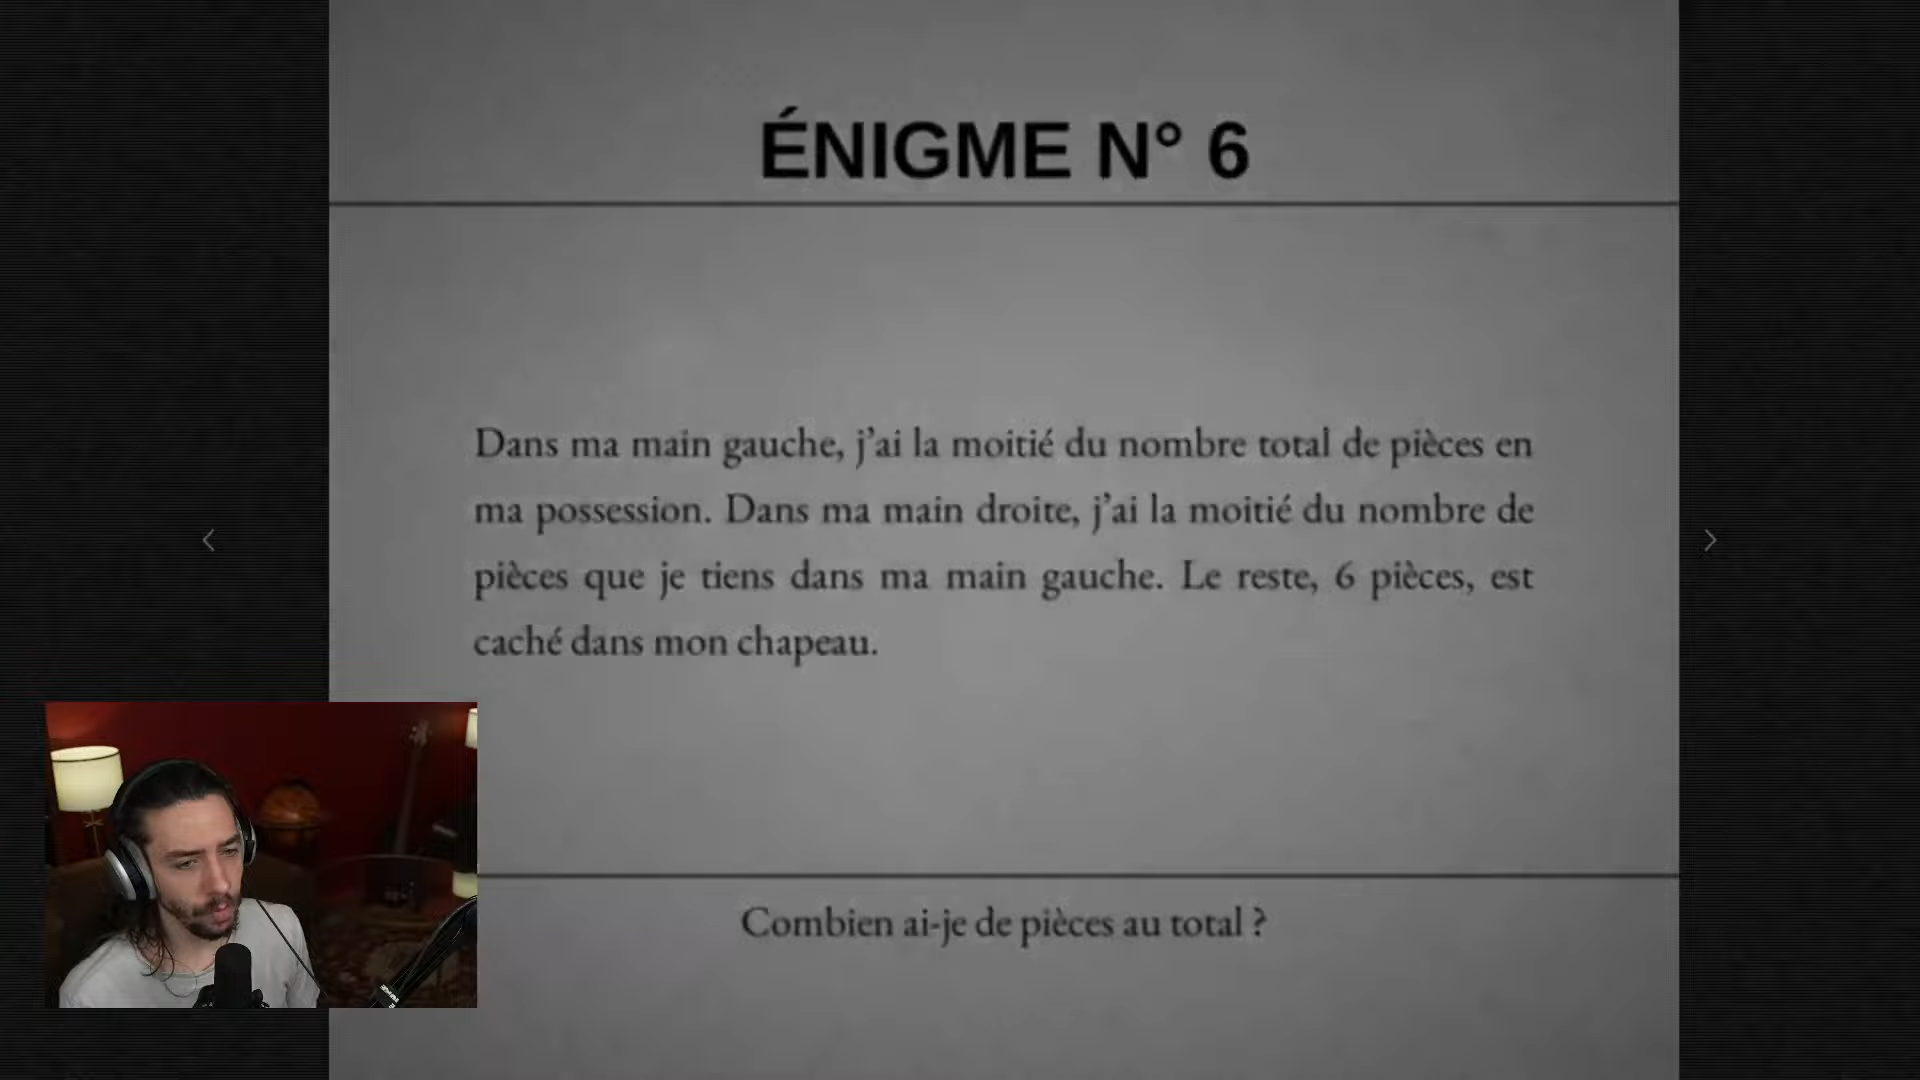 ÉNIGME N° 6
Dans ma main gauche, j’ai la moitié du nombre total de pièces en
ma possession. Dans ma main droite, j’ai la moitié du nombre de
pièces que je tiens dans ma main gauche. Le reste, 6 pièces, est
caché dans mon chapeau.
Combien ai-je de pièces au total ?